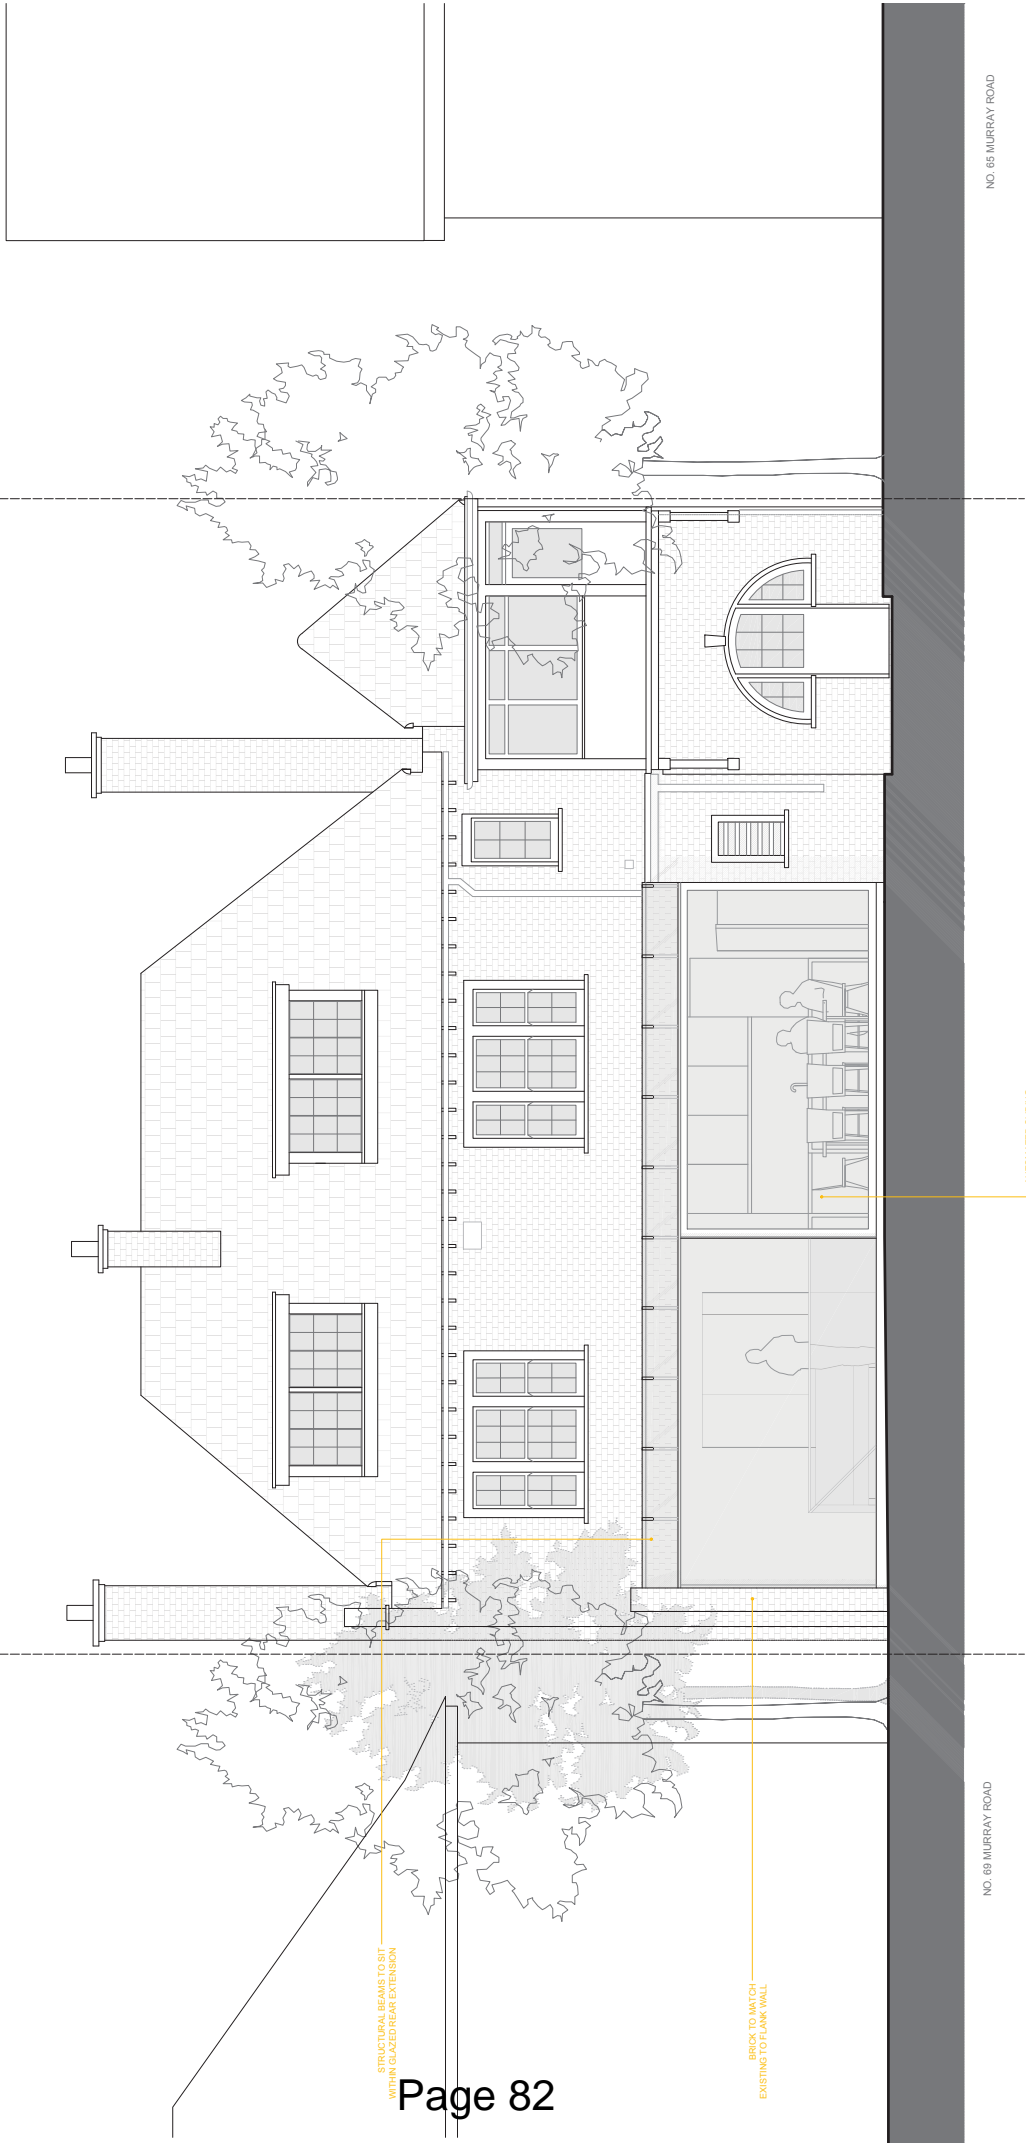 NO. 65 MURRAY ROAD
STRUCTURAL BEAMS TO SIT
WITHIN GLAZED REAR EXTENSION
BRICK TO MATCH
EXISTING TO FLANK WALL
NO. 69 MURRAY ROAD
Page 82